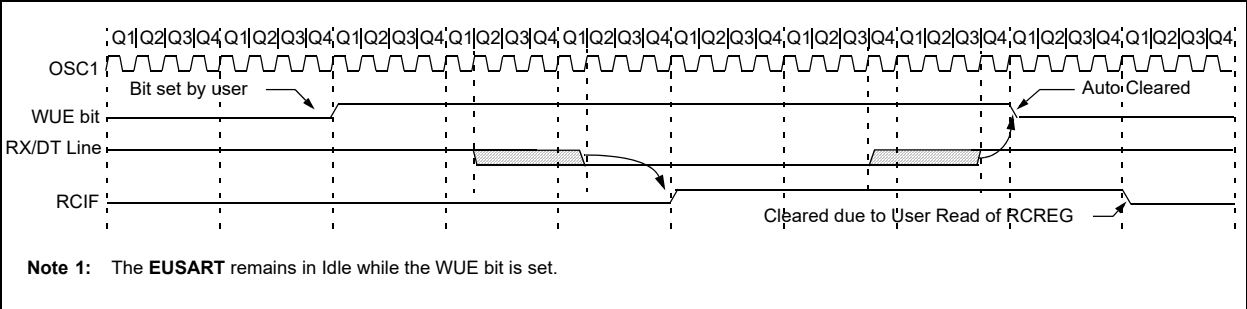 Q1|Q2|Q3|Q4|Q1|Q2|Q3|Q4|Q1|Q2|Q3|Q4|Q1|Q2|Q3|Q4|Q1|Q2|Q3|Q4|Q1|Q2|Q3|Q4|Q1|Q2|Q3|Q4|Q1|Q2|Q3|Q4|Q1|Q2|Q3|Q4|Q1|Q2|Q3|Q4
OSC1
Bit set by user
Auto Cleared
WUE bit
RX/DT Line
RCIF
Cleared due to User Read of RCREG
Note 1: The EUSART remains in Idle while the WUE bit is set.